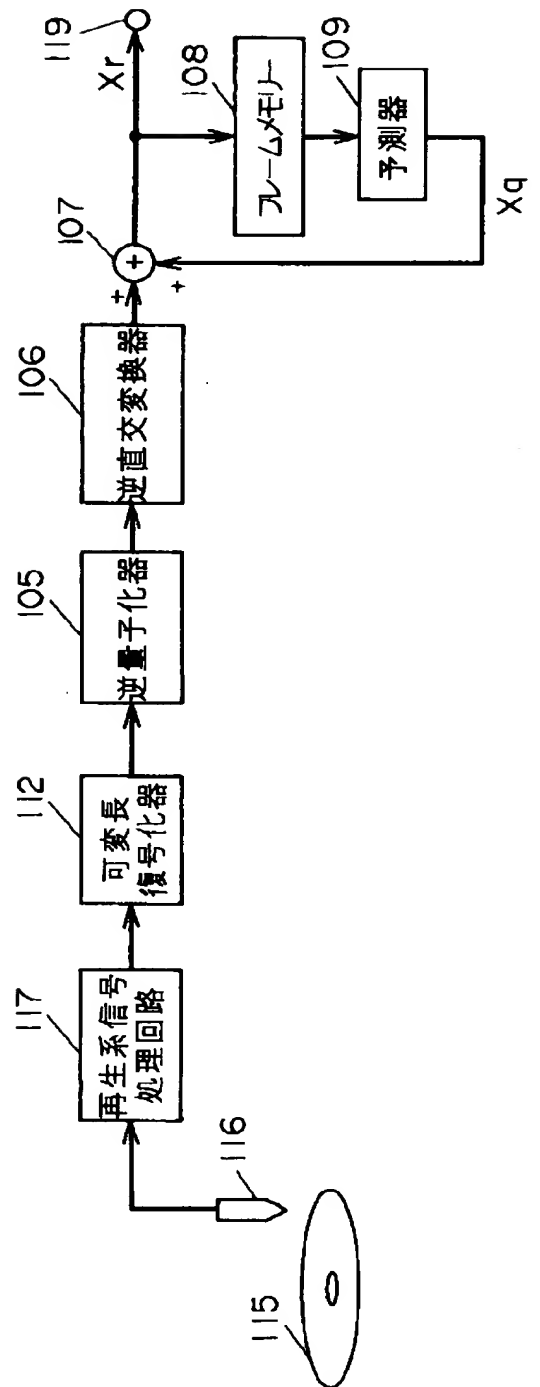 115
116
117
再生系信号
処理回路
112
可変長
復号化器
105
逆量子化器
106
逆直交変換器
107
+
+
+
Xr
119
108
フレームメモリー
109
予測器
Xq